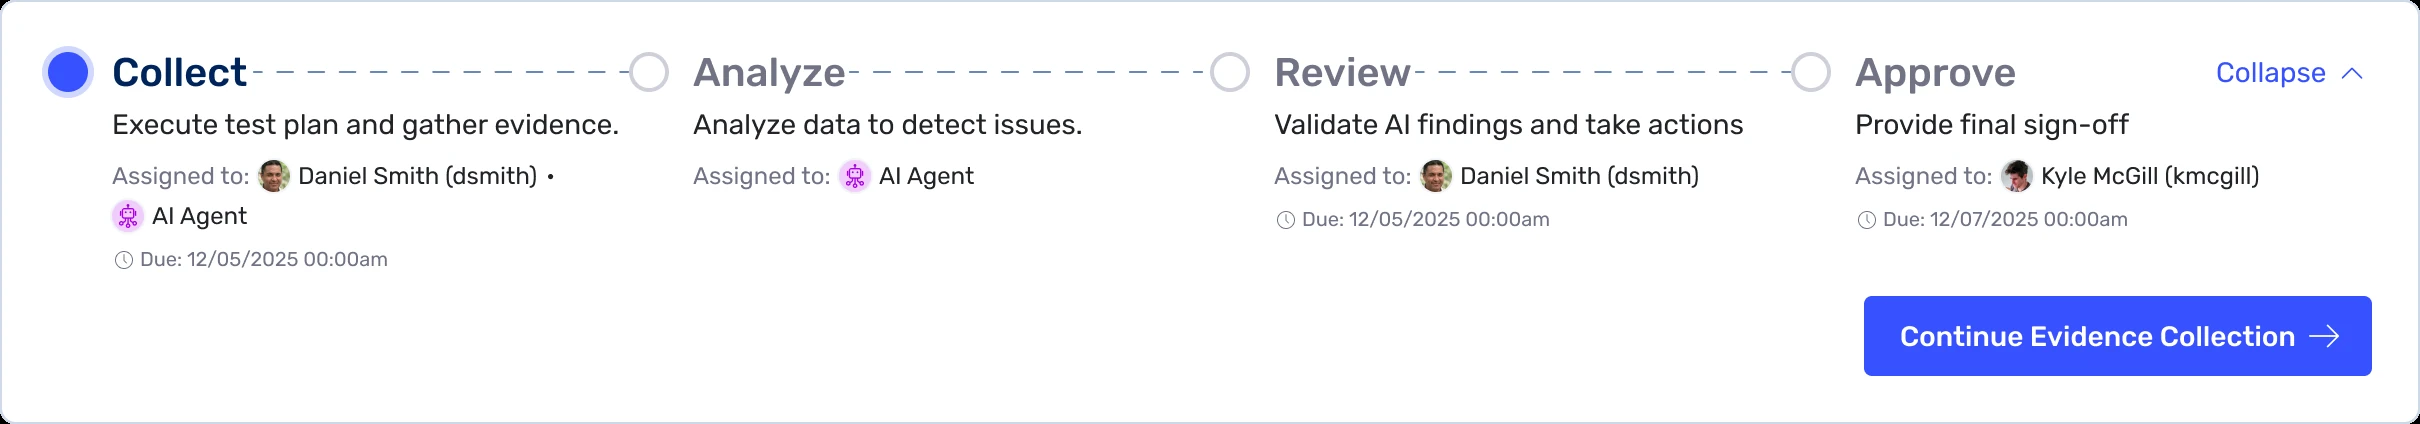 Collect
Execute test plan and gather evidence.
Assigned to: Daniel Smith (dsmith) •
AI Agent
Due: 12/05/2025 00:00am
Analyze
Analyze data to detect issues.
Assigned to: AI Agent
Review
Validate AI findings and take actions
Assigned to: Daniel Smith (dsmith)
Due: 12/05/2025 00:00am
Approve
Collapse
Provide final sign-off
Assigned to: Kyle McGill (kmcgill)
Due: 12/07/2025 00:00am
Continue Evidence Collection